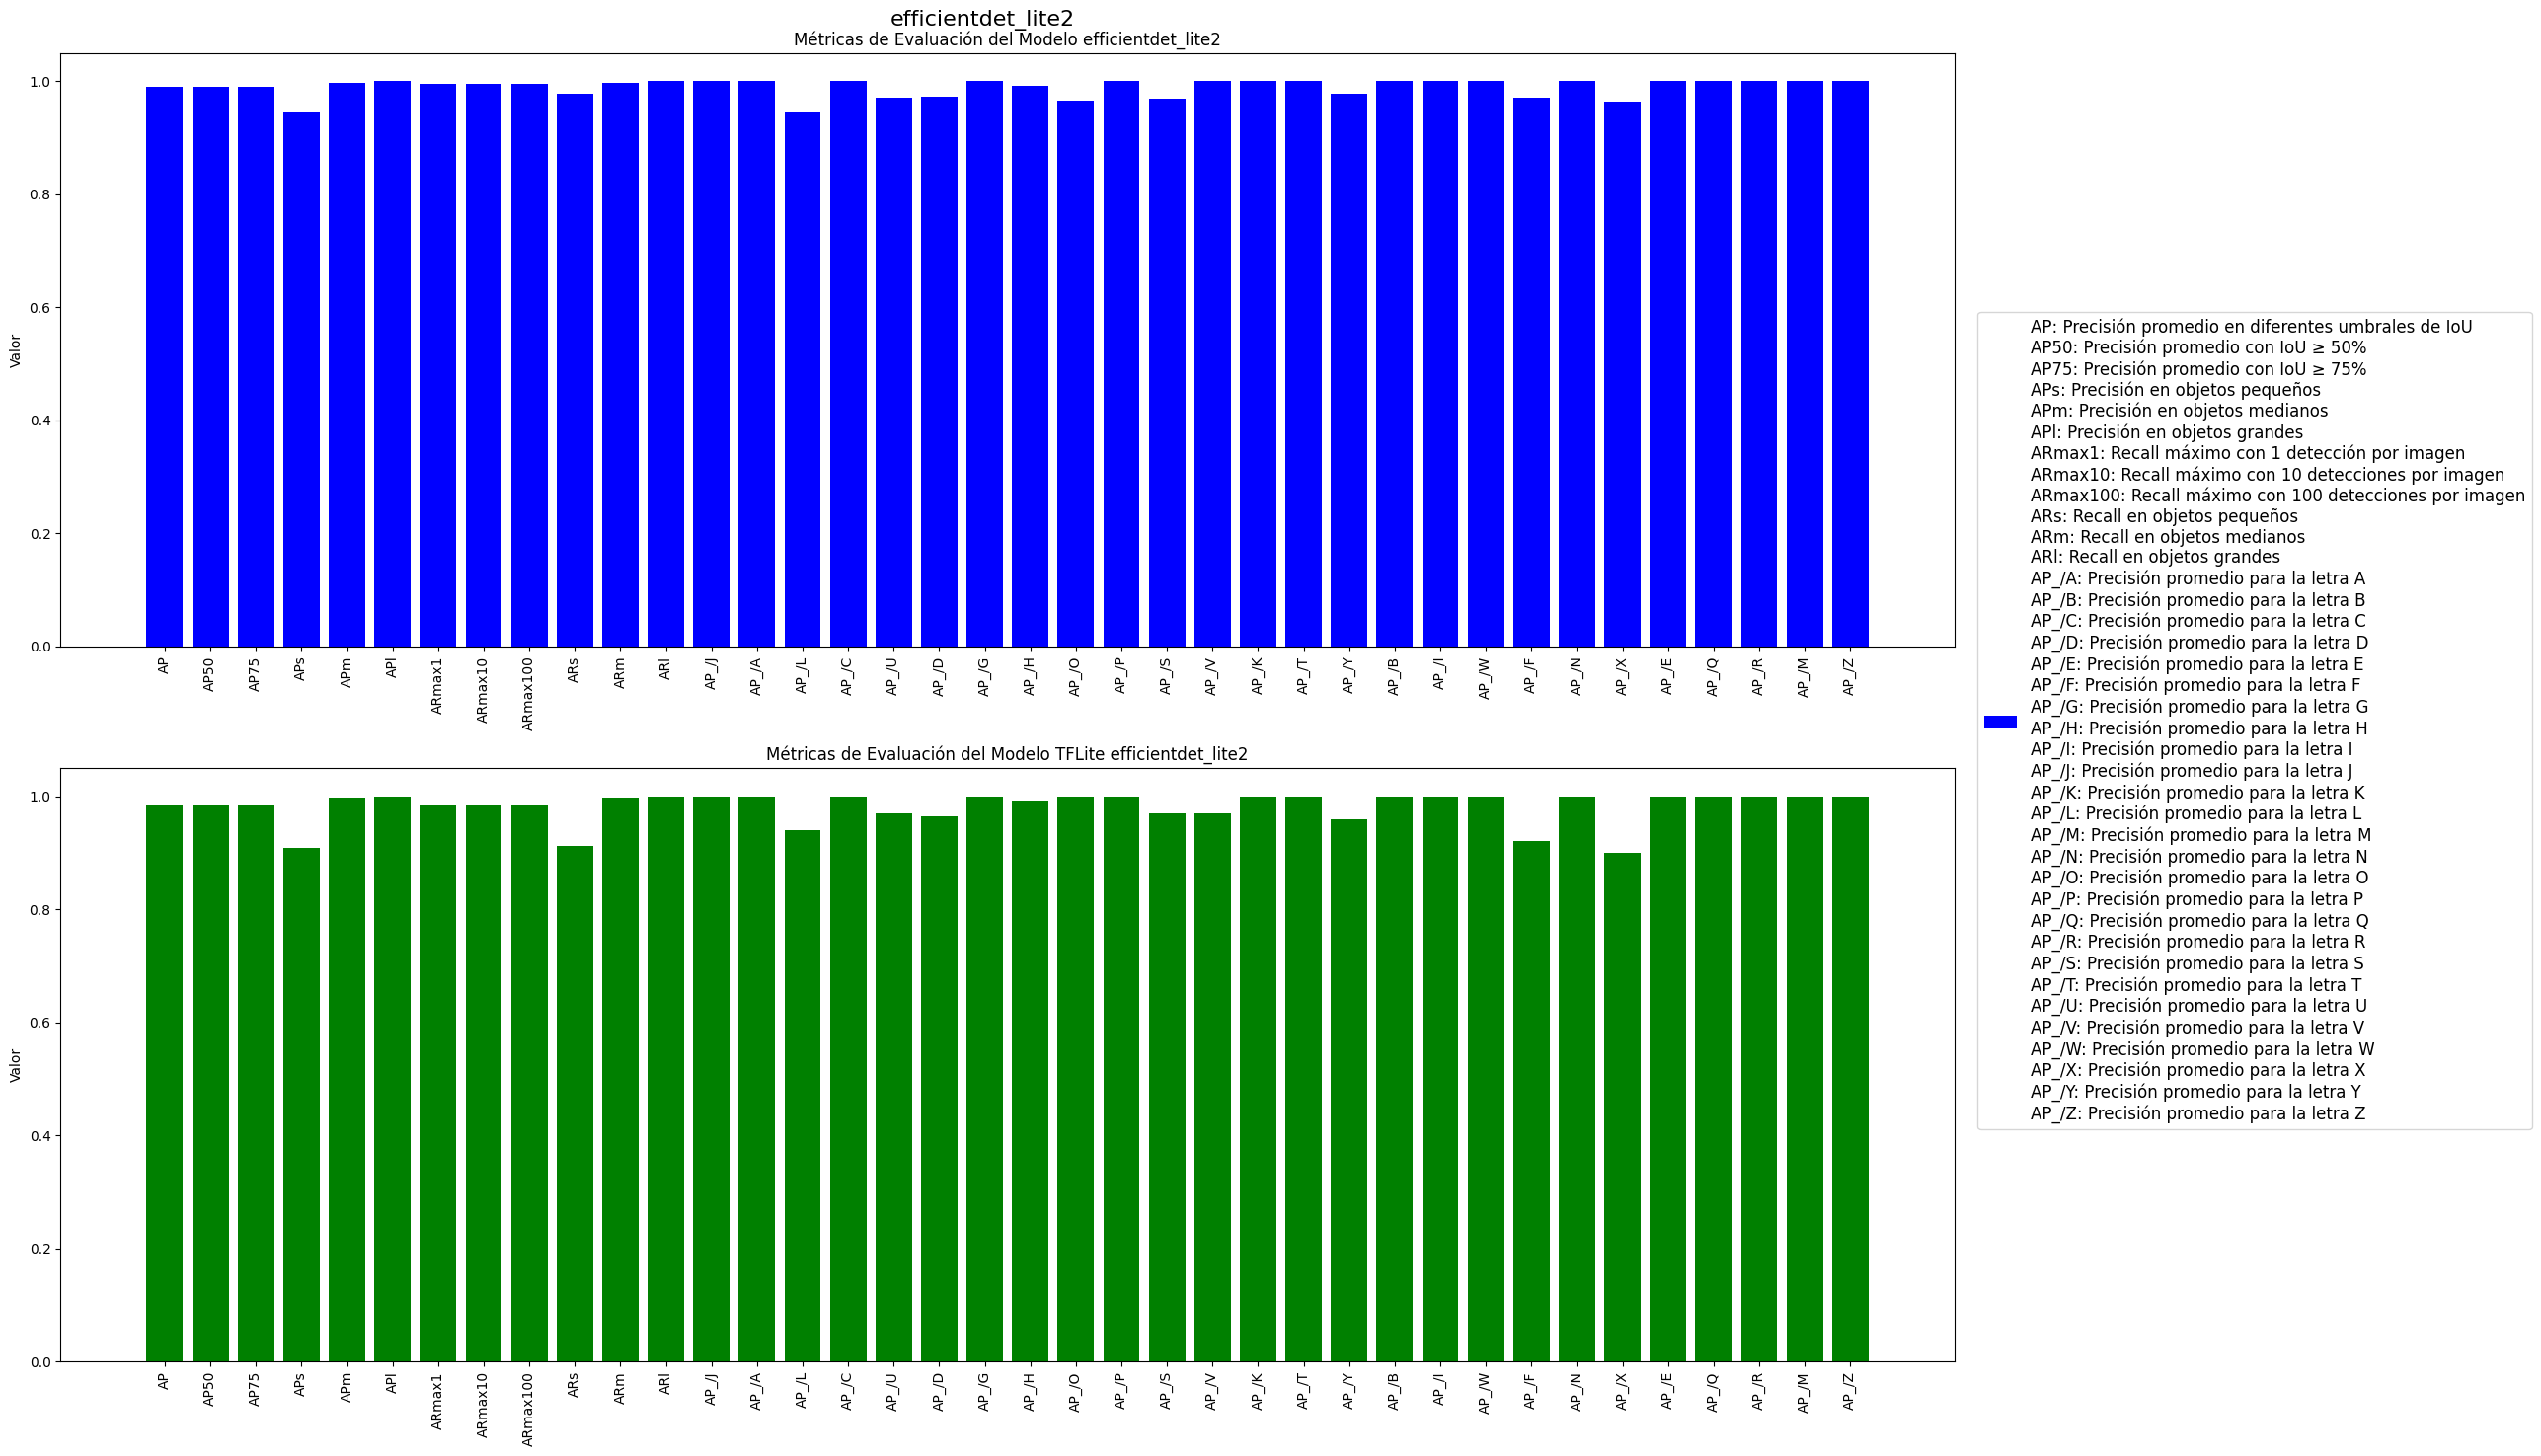 efficientdet_lite2
Métricas de Evaluación del Modelo efficientdet_lite2
Valor
1.0
0.8
0.6
0.4
0.2
0.0
AP
AP50
AP75
APs
APm
APl
ARmax1
ARmax10
ARmax100
ARs
ARm
ARl
AP_/J
AP_/A
AP_/L
AP_/C
AP_/U
AP_/D
AP_/G
AP_/H
AP_/O
AP_/P
AP_/S
AP_/V
AP_/K
AP_/T
AP_/Y
AP_/B
AP_/I
AP_/W
AP_/F
AP_/N
AP_/X
AP_/E
AP_/Q
AP_/R
AP_/M
AP_/Z
Métricas de Evaluación del Modelo TFLite efficientdet_lite2
Valor
1.0
0.8
0.6
0.4
0.2
0.0
AP
AP50
AP75
APs
APm
APl
ARmax1
ARmax10
ARmax100
ARs
ARm
ARl
AP_/J
AP_/A
AP_/L
AP_/C
AP_/U
AP_/D
AP_/G
AP_/H
AP_/O
AP_/P
AP_/S
AP_/V
AP_/K
AP_/T
AP_/Y
AP_/B
AP_/I
AP_/W
AP_/F
AP_/N
AP_/X
AP_/E
AP_/Q
AP_/R
AP_/M
AP_/Z
AP: Precisión promedio en diferentes umbrales de IoU
AP50: Precisión promedio con IoU ≥ 50%
AP75: Precisión promedio con IoU ≥ 75%
APs: Precisión en objetos pequeños
APm: Precisión en objetos medianos
APl: Precisión en objetos grandes
ARmax1: Recall máximo con 1 detección por imagen
ARmax10: Recall máximo con 10 detecciones por imagen
ARmax100: Recall máximo con 100 detecciones por imagen
ARs: Recall en objetos pequeños
ARm: Recall en objetos medianos
ARl: Recall en objetos grandes
AP_/A: Precisión promedio para la letra A
AP_/B: Precisión promedio para la letra B
AP_/C: Precisión promedio para la letra C
AP_/D: Precisión promedio para la letra D
AP_/E: Precisión promedio para la letra E
AP_/F: Precisión promedio para la letra F
AP_/G: Precisión promedio para la letra G
AP_/H: Precisión promedio para la letra H
AP_/I: Precisión promedio para la letra I
AP_/J: Precisión promedio para la letra J
AP_/K: Precisión promedio para la letra K
AP_/L: Precisión promedio para la letra L
AP_/M: Precisión promedio para la letra M
AP_/N: Precisión promedio para la letra N
AP_/O: Precisión promedio para la letra O
AP_/P: Precisión promedio para la letra P
AP_/Q: Precisión promedio para la letra Q
AP_/R: Precisión promedio para la letra R
AP_/S: Precisión promedio para la letra S
AP_/T: Precisión promedio para la letra T
AP_/U: Precisión promedio para la letra U
AP_/V: Precisión promedio para la letra V
AP_/W: Precisión promedio para la letra W
AP_/X: Precisión promedio para la letra X
AP_/Y: Precisión promedio para la letra Y
AP_/Z: Precisión promedio para la letra Z